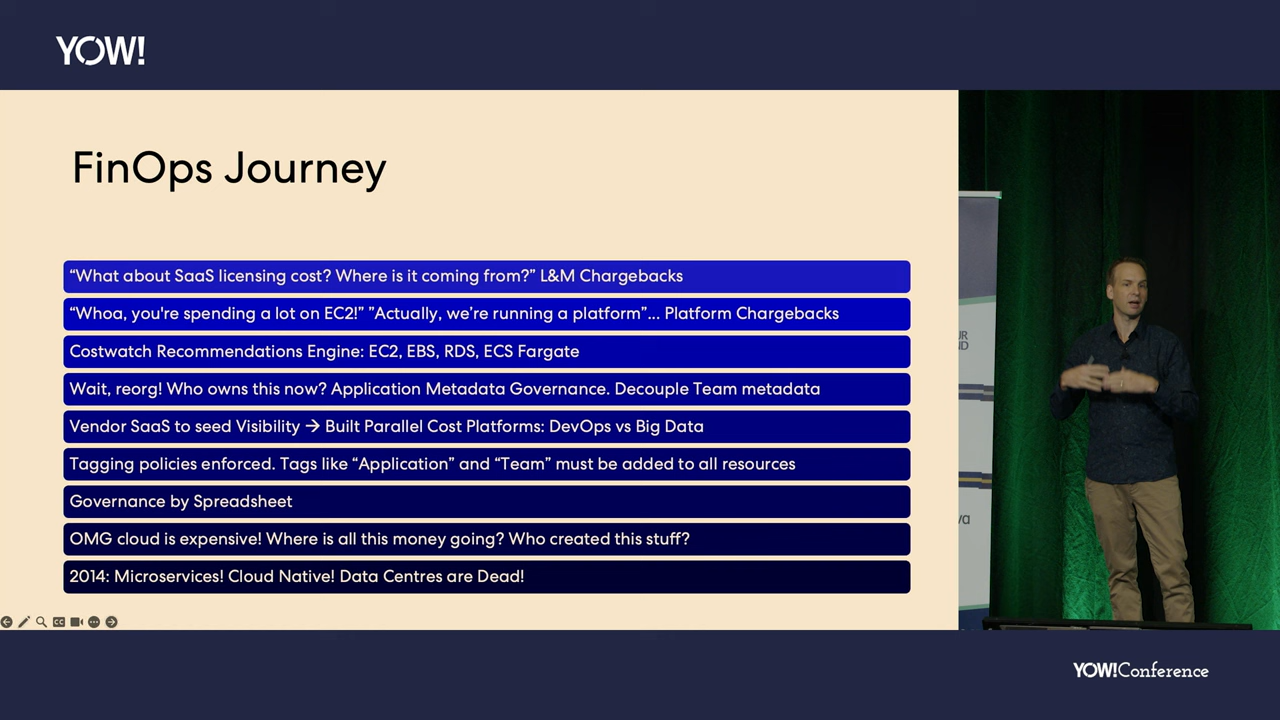 YOW!
FinOps Journey
“What about SaaS licensing cost? Where is it coming from?” L&M Chargebacks
“Whoa, you're spending a lot on EC2!” ”Actually, we’re running a platform”... Platform Chargebacks
Costwatch Recommendations Engine: EC2, EBS, RDS, ECS Fargate
Wait, reorg! Who owns this now? Application Metadata Governance. Decouple Team metadata
Vendor SaaS to seed Visibility → Built Parallel Cost Platforms: DevOps vs Big Data
Tagging policies enforced. Tags like “Application” and “Team” must be added to all resources
Governance by Spreadsheet
OMG cloud is expensive! Where is all this money going? Who created this stuff?
2014: Microservices! Cloud Native! Data Centres are Dead!
CC
YOW!Conference